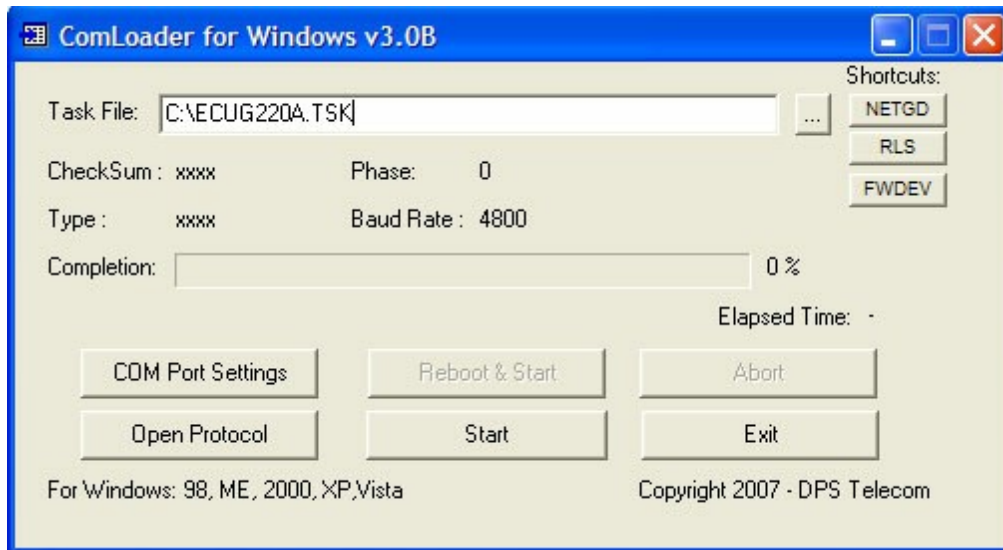 ComLoader for Windows v3.0B
Shortcuts:
Task File: C:\ECUG220A.TSK ... NETGD
RLS
CheckSum : xxxx Phase: 0
FWDEV
Type : xxxx Baud Rate : 4800
Completion: 0 %
Elapsed Time: -
COM Port Settings Reboot & Start Abort
Open Protocol Start Exit
For Windows: 98, ME, 2000, XP,Vista Copyright 2007 - DPS Telecom